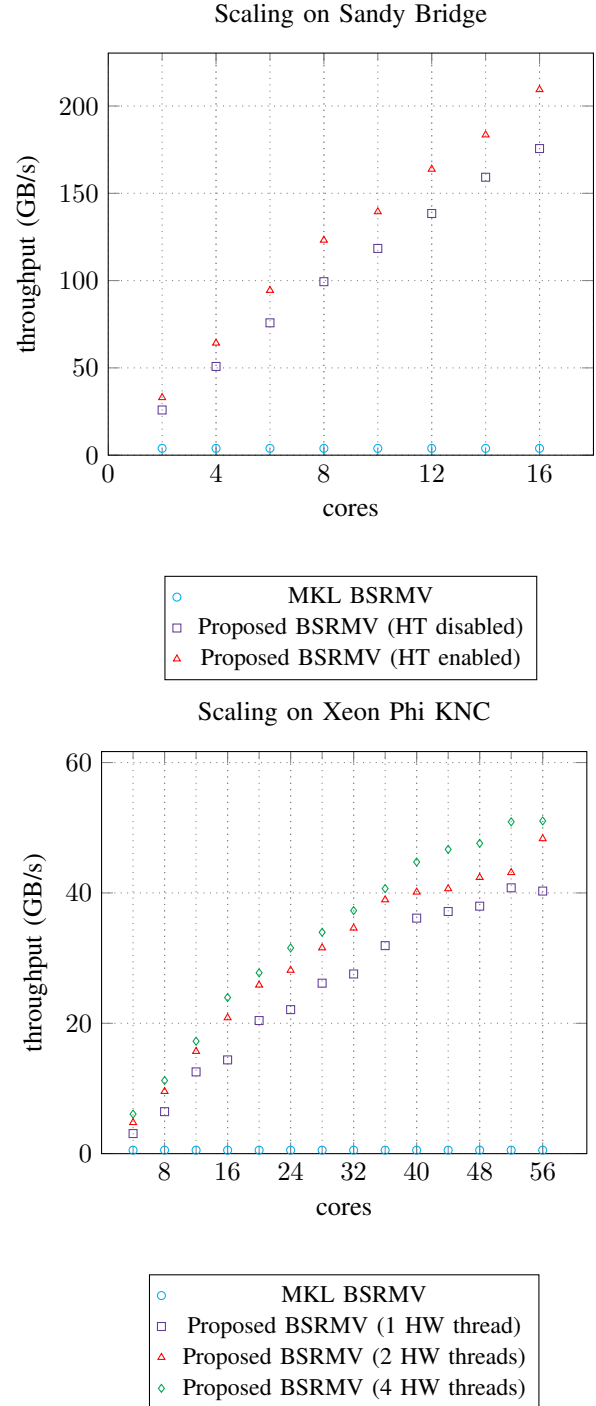 Scaling on Sandy Bridge
200
150
100
50
0
throughput (GB/s)
0 4 8 12 16
cores
MKL BSRMV
Proposed BSRMV (HT disabled)
Proposed BSRMV (HT enabled)
Scaling on Xeon Phi KNC
60
40
20
0
throughput (GB/s)
8 16 24 32 40 48 56
cores
MKL BSRMV
Proposed BSRMV (1 HW thread)
Proposed BSRMV (2 HW threads)
Proposed BSRMV (4 HW threads)